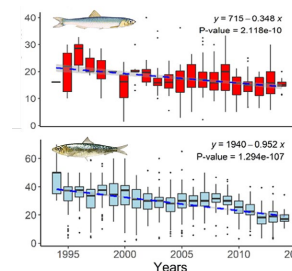 40
y = 715 – 0.348 x
P-value = 2.118e-10
30
20
10
0
y = 1940 – 0.952 x
60
P-value = 1.294e-107
40
20
0
1995 2000 2005 2010 20
Years